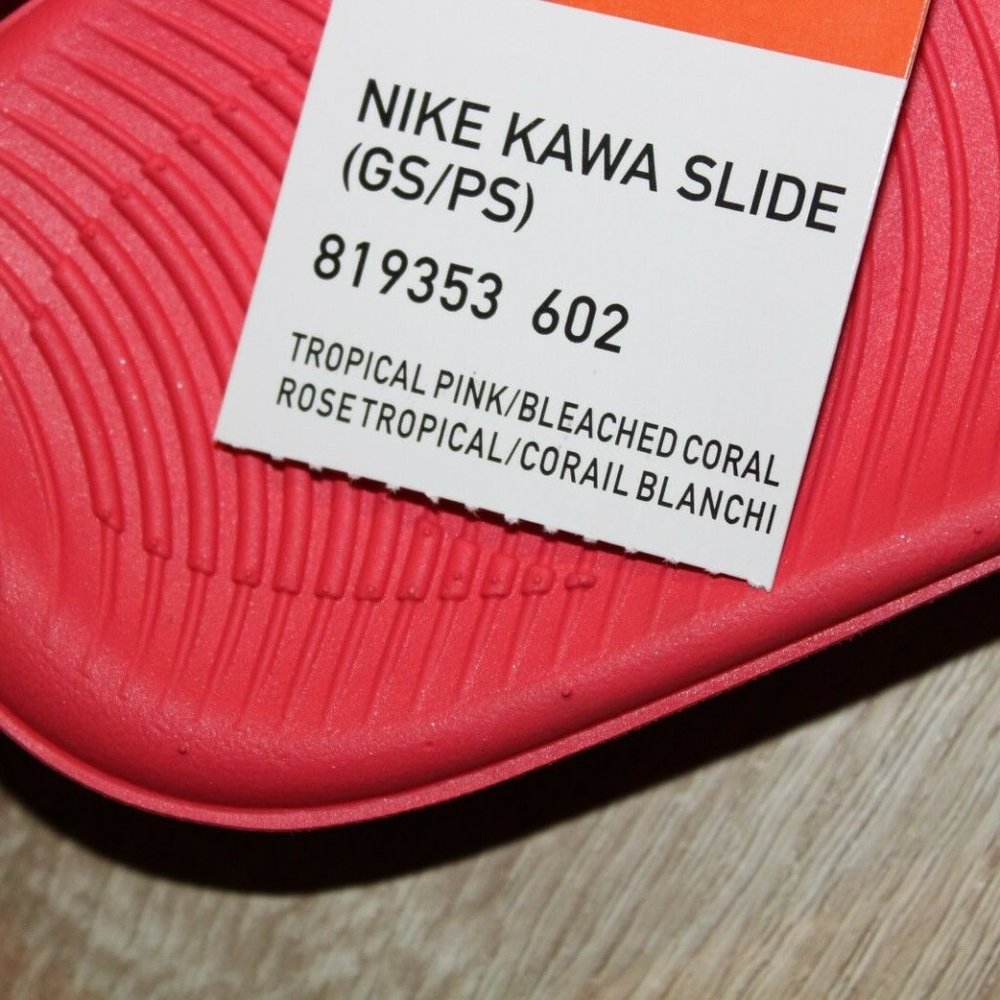 NIKE KAWA SLIDE
(GS/PS)
819353 602
TROPICAL PINK/BLEACHED CORAL
ROSE TROPICAL/CORAIL BLANCHI